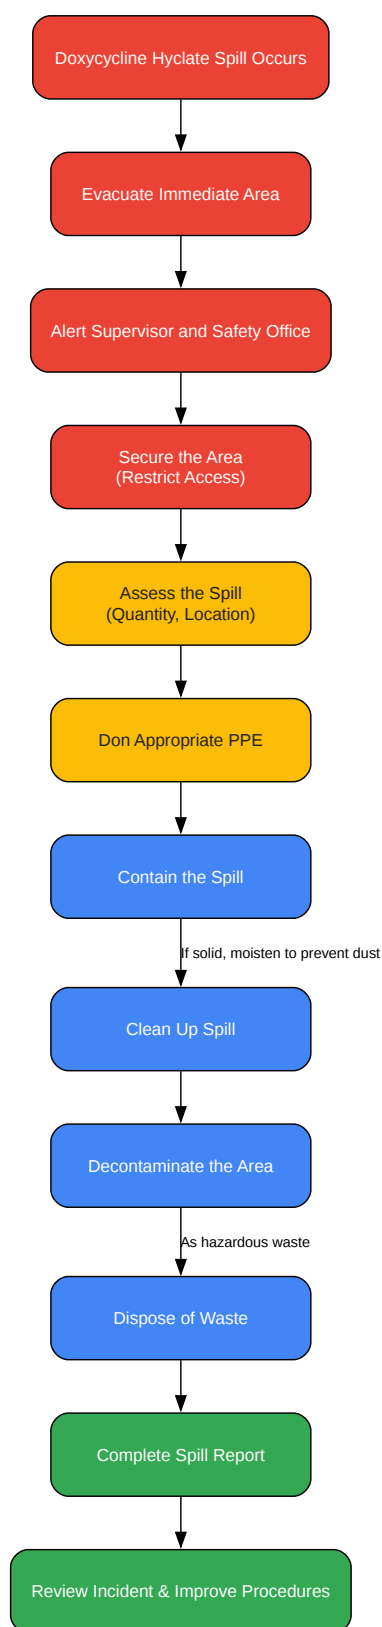 Doxycycline Hyclate Spill Occurs
Evacuate Immediate Area
Alert Supervisor and Safety Office
Secure the Area
(Restrict Access)
Assess the Spill
(Quantity, Location)
Don Appropriate PPE
Contain the Spill
If solid, moisten to prevent dust
Clean Up Spill
Decontaminate the Area
As hazardous waste
Dispose of Waste
Complete Spill Report
Review Incident & Improve Procedures